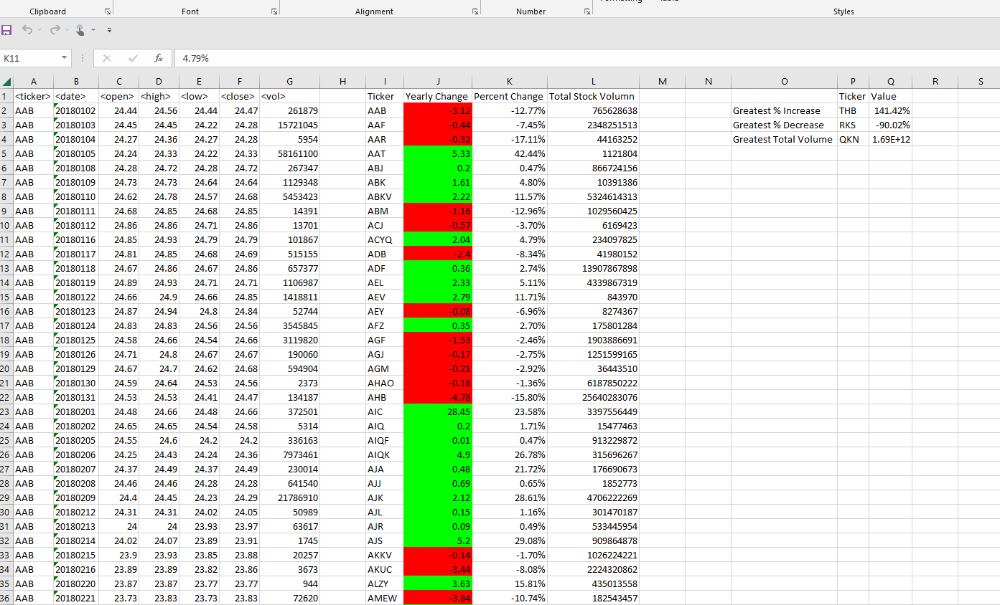 Clipboard Font Alignment Number Styles
K11 fx 4.79%
A B C D E F G H I J K L M N O P Q R S
1 <ticker> <date> <open> <high> <low> <close> <vol> Ticker Yearly Change Percent Change Total Stock Volumn Ticker Value
2 AAB 20180102 24.44 24.56 24.44 24.47 261879 AAB -3.12 -12.77% 765628638 Greatest % Increase THB 141.42%
3 AAB 20180103 24.45 24.45 24.22 24.28 15721045 AAF -0.44 -7.45% 2348251513 Greatest % Decrease RKS -90.02%
4 AAB 20180104 24.27 24.36 24.27 24.28 5954 AAR -0.32 -17.11% 44163252 Greatest Total Volume QKN 1.69E+12
5 AAB 20180105 24.24 24.33 24.22 24.33 58161100 AAT 5.33 42.44% 1121804
6 AAB 20180108 24.28 24.72 24.28 24.72 267347 ABJ 0.2 0.47% 866724156
7 AAB 20180109 24.73 24.73 24.64 24.64 1129348 ABK 1.61 4.80% 10391386
8 AAB 20180110 24.62 24.78 24.57 24.68 5453423 ABKV 2.22 11.57% 5324614313
9 AAB 20180111 24.68 24.85 24.68 24.85 14391 ABM -1.16 -12.96% 1029560425
10 AAB 20180112 24.86 24.86 24.71 24.86 13701 ACJ -0.57 -3.70% 6169423
11 AAB 20180116 24.85 24.93 24.79 24.79 101867 ACYQ 2.04 4.79% 234097825
12 AAB 20180117 24.81 24.85 24.68 24.69 515155 ADB -2.4 -8.34% 41980152
13 AAB 20180118 24.67 24.86 24.67 24.86 657377 ADF 0.36 2.74% 13907867898
14 AAB 20180119 24.89 24.93 24.71 24.71 1106987 AEL 2.33 5.11% 4339867319
15 AAB 20180122 24.66 24.9 24.66 24.85 1418811 AEV 2.79 11.71% 843970
16 AAB 20180123 24.87 24.94 24.8 24.84 52744 AEY -0.08 -6.96% 8274367
17 AAB 20180124 24.83 24.83 24.56 24.56 3545845 AFZ 0.35 2.70% 175801284
18 AAB 20180125 24.58 24.66 24.54 24.66 3119820 AGF -1.53 -2.46% 1903886691
19 AAB 20180126 24.71 24.8 24.67 24.67 190060 AGJ -0.17 -2.75% 1251599165
20 AAB 20180129 24.67 24.7 24.62 24.68 594904 AGM -0.21 -2.92% 36443510
21 AAB 20180130 24.59 24.64 24.53 24.56 2373 AHAO -0.16 -1.36% 6187850222
22 AAB 20180131 24.53 24.53 24.41 24.47 134187 AHB -4.78 -15.80% 25640283076
23 AAB 20180201 24.48 24.66 24.48 24.66 372501 AIC 28.45 23.58% 3397556449
24 AAB 20180202 24.65 24.65 24.54 24.58 5314 AIQ 0.2 1.71% 15477463
25 AAB 20180205 24.55 24.6 24.2 24.2 336163 AIQF 0.01 0.47% 913229872
26 AAB 20180206 24.25 24.43 24.24 24.36 7973461 AIQK 4.9 26.78% 315696267
27 AAB 20180207 24.37 24.49 24.37 24.49 230014 AJA 0.48 21.72% 176690673
28 AAB 20180208 24.46 24.46 24.28 24.28 641540 AJJ 0.69 0.65% 1852773
29 AAB 20180209 24.4 24.45 24.23 24.29 21786910 AJK 2.12 28.61% 4706222269
30 AAB 20180212 24.31 24.31 24.02 24.05 50989 AJL 0.15 1.16% 301470187
31 AAB 20180213 24 24 23.93 23.97 63617 AJR 0.09 0.49% 533445954
32 AAB 20180214 24.02 24.07 23.89 23.91 1745 AJS 5.2 29.08% 909864878
33 AAB 20180215 23.9 23.93 23.85 23.88 20257 AKKV -0.14 -1.70% 1026224221
34 AAB 20180216 23.89 23.89 23.82 23.86 3673 AKUC -3.44 -8.08% 2224320862
35 AAB 20180220 23.87 23.87 23.77 23.77 944 ALZY 3.63 15.81% 435013558
36 AAB 20180221 23.73 23.83 23.73 23.83 72620 AMEW -3.84 -10.74% 182543457